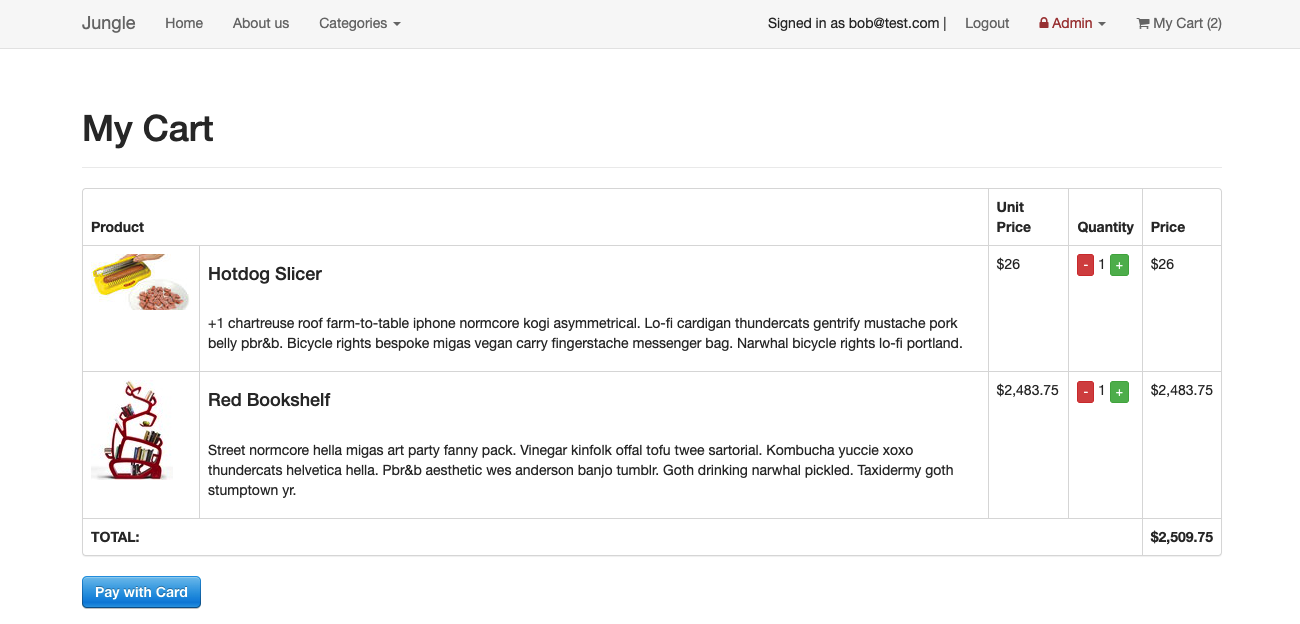 Jungle Home About us Categories Signed in as bob@test.com | Logout Admin My Cart (2)
My Cart
Product Unit Price Quantity Price
Hotdog Slicer $26 - 1 + $26
+1 chartreuse roof farm-to-table iphone normcore kogi asymmetrical. Lo-fi cardigan thundercats gentrify mustache pork
belly pbr&b. Bicycle rights bespoke migas vegan carry fingerstache messenger bag. Narwhal bicycle rights lo-fi portland.
Red Bookshelf $2,483.75 - 1 + $2,483.75
Street normcore hella migas art party fanny pack. Vinegar kinfolk offal tofu twee sartorial. Kombucha yuccie xoxo
thundercats helvetica hella. Pbr&b aesthetic wes anderson banjo tumblr. Goth drinking narwhal pickled. Taxidermy goth
stumptown yr.
TOTAL: $2,509.75
Pay with Card